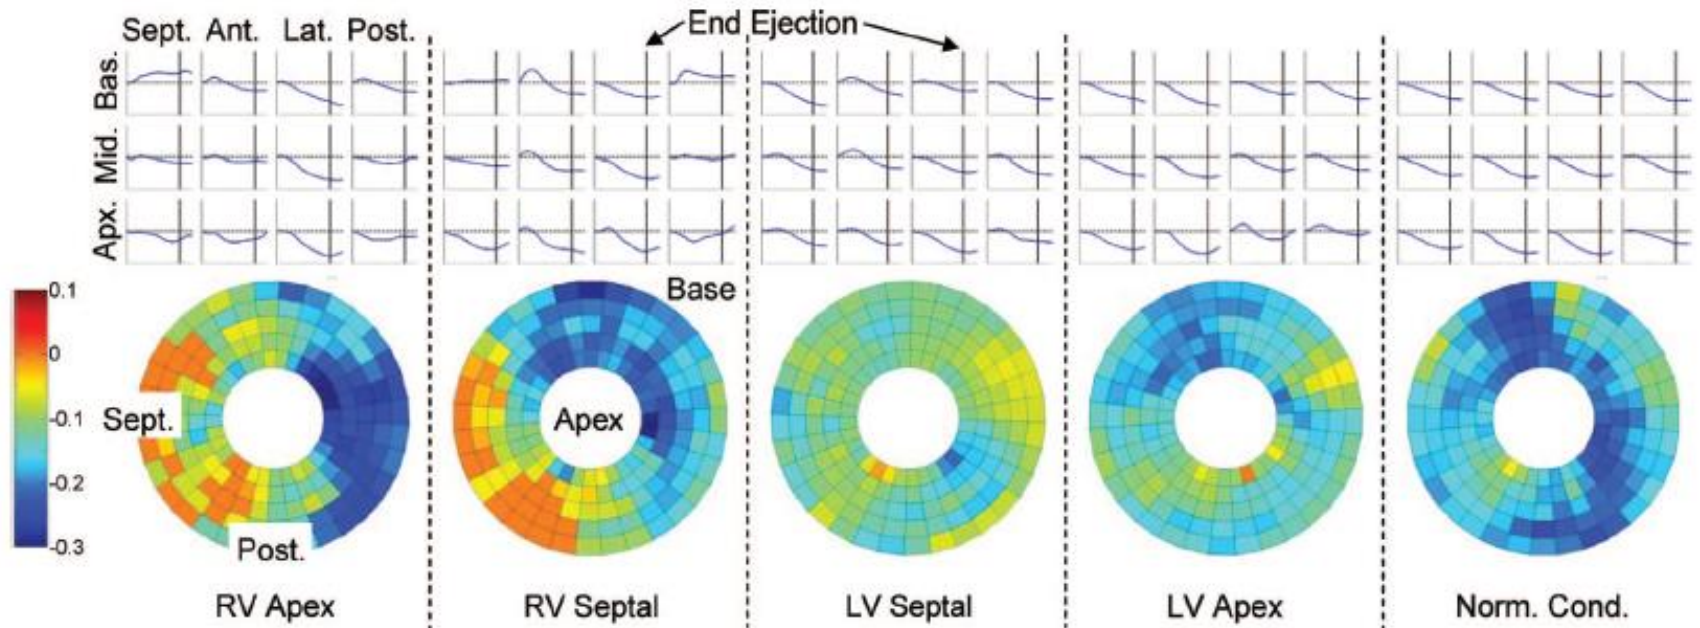 End Ejection
Sept. Ant. Lat. Post.
Bas.
Mid.
Apx.
Base
0.1
0
-0.1
-0.2
-0.3
Sept.
Apex
Post.
RV Apex
RV Septal
LV Septal
LV Apex
Norm. Cond.